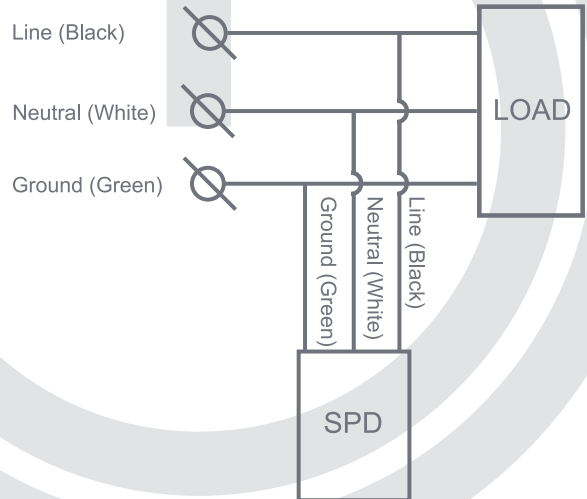 Line (Black)
Neutral (White)
Ground (Green)
LOAD
Ground (Green)
Neutral (White)
Line (Black)
SPD